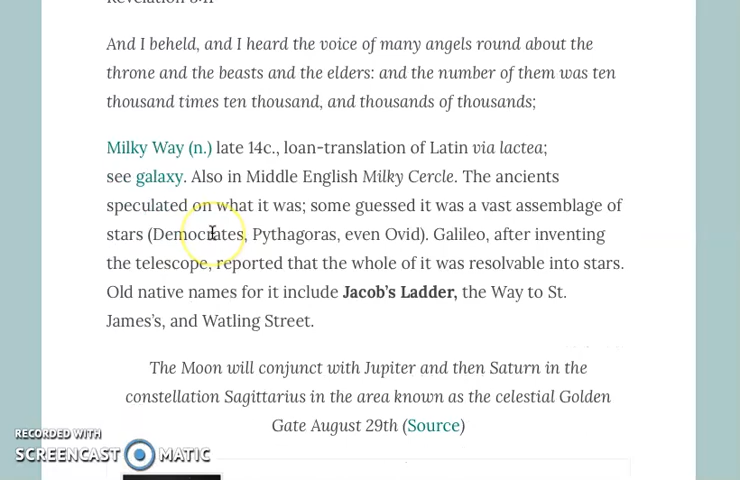 And I beheld, and I heard the voice of many angels round about the
throne and the beasts and the elders: and the number of them was ten
thousand times ten thousand, and thousands of thousands;
Milky Way (n.) late 14c., loan-translation of Latin via lactea;
see galaxy. Also in Middle English Milky Cercle. The ancients
speculated on what it was; some guessed it was a vast assemblage of
stars (Democrates, Pythagoras, even Ovid). Galileo, after inventing
the telescope, reported that the whole of it was resolvable into stars.
Old native names for it include Jacob's Ladder, the Way to St.
James's, and Watling Street.
The Moon will conjunct with Jupiter and then Saturn in the
constellation Sagittarius in the area known as the celestial Golden
Gate August 29th (Source)
RECORDED WITH
SCREENCAST MATIC